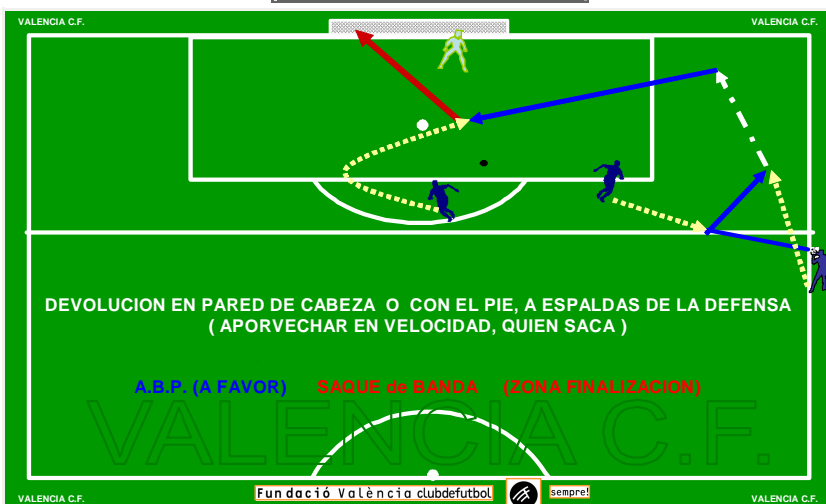 VALENCIA C.F. VALENCIA C.F.
DEVOLUCION EN PARED DE CABEZA O CON EL PIE, A ESPALDAS DE LA DEFENSA
( APORVECHAR EN VELOCIDAD, QUIEN SACA )
A.B.P. (A FAVOR) SAQUE de BANDA (ZONA FINALIZACION)
VALENCIA C.F.
VALENCIA C.F. Fundació València clubdefutbol sempre! VALENCIA C.F.